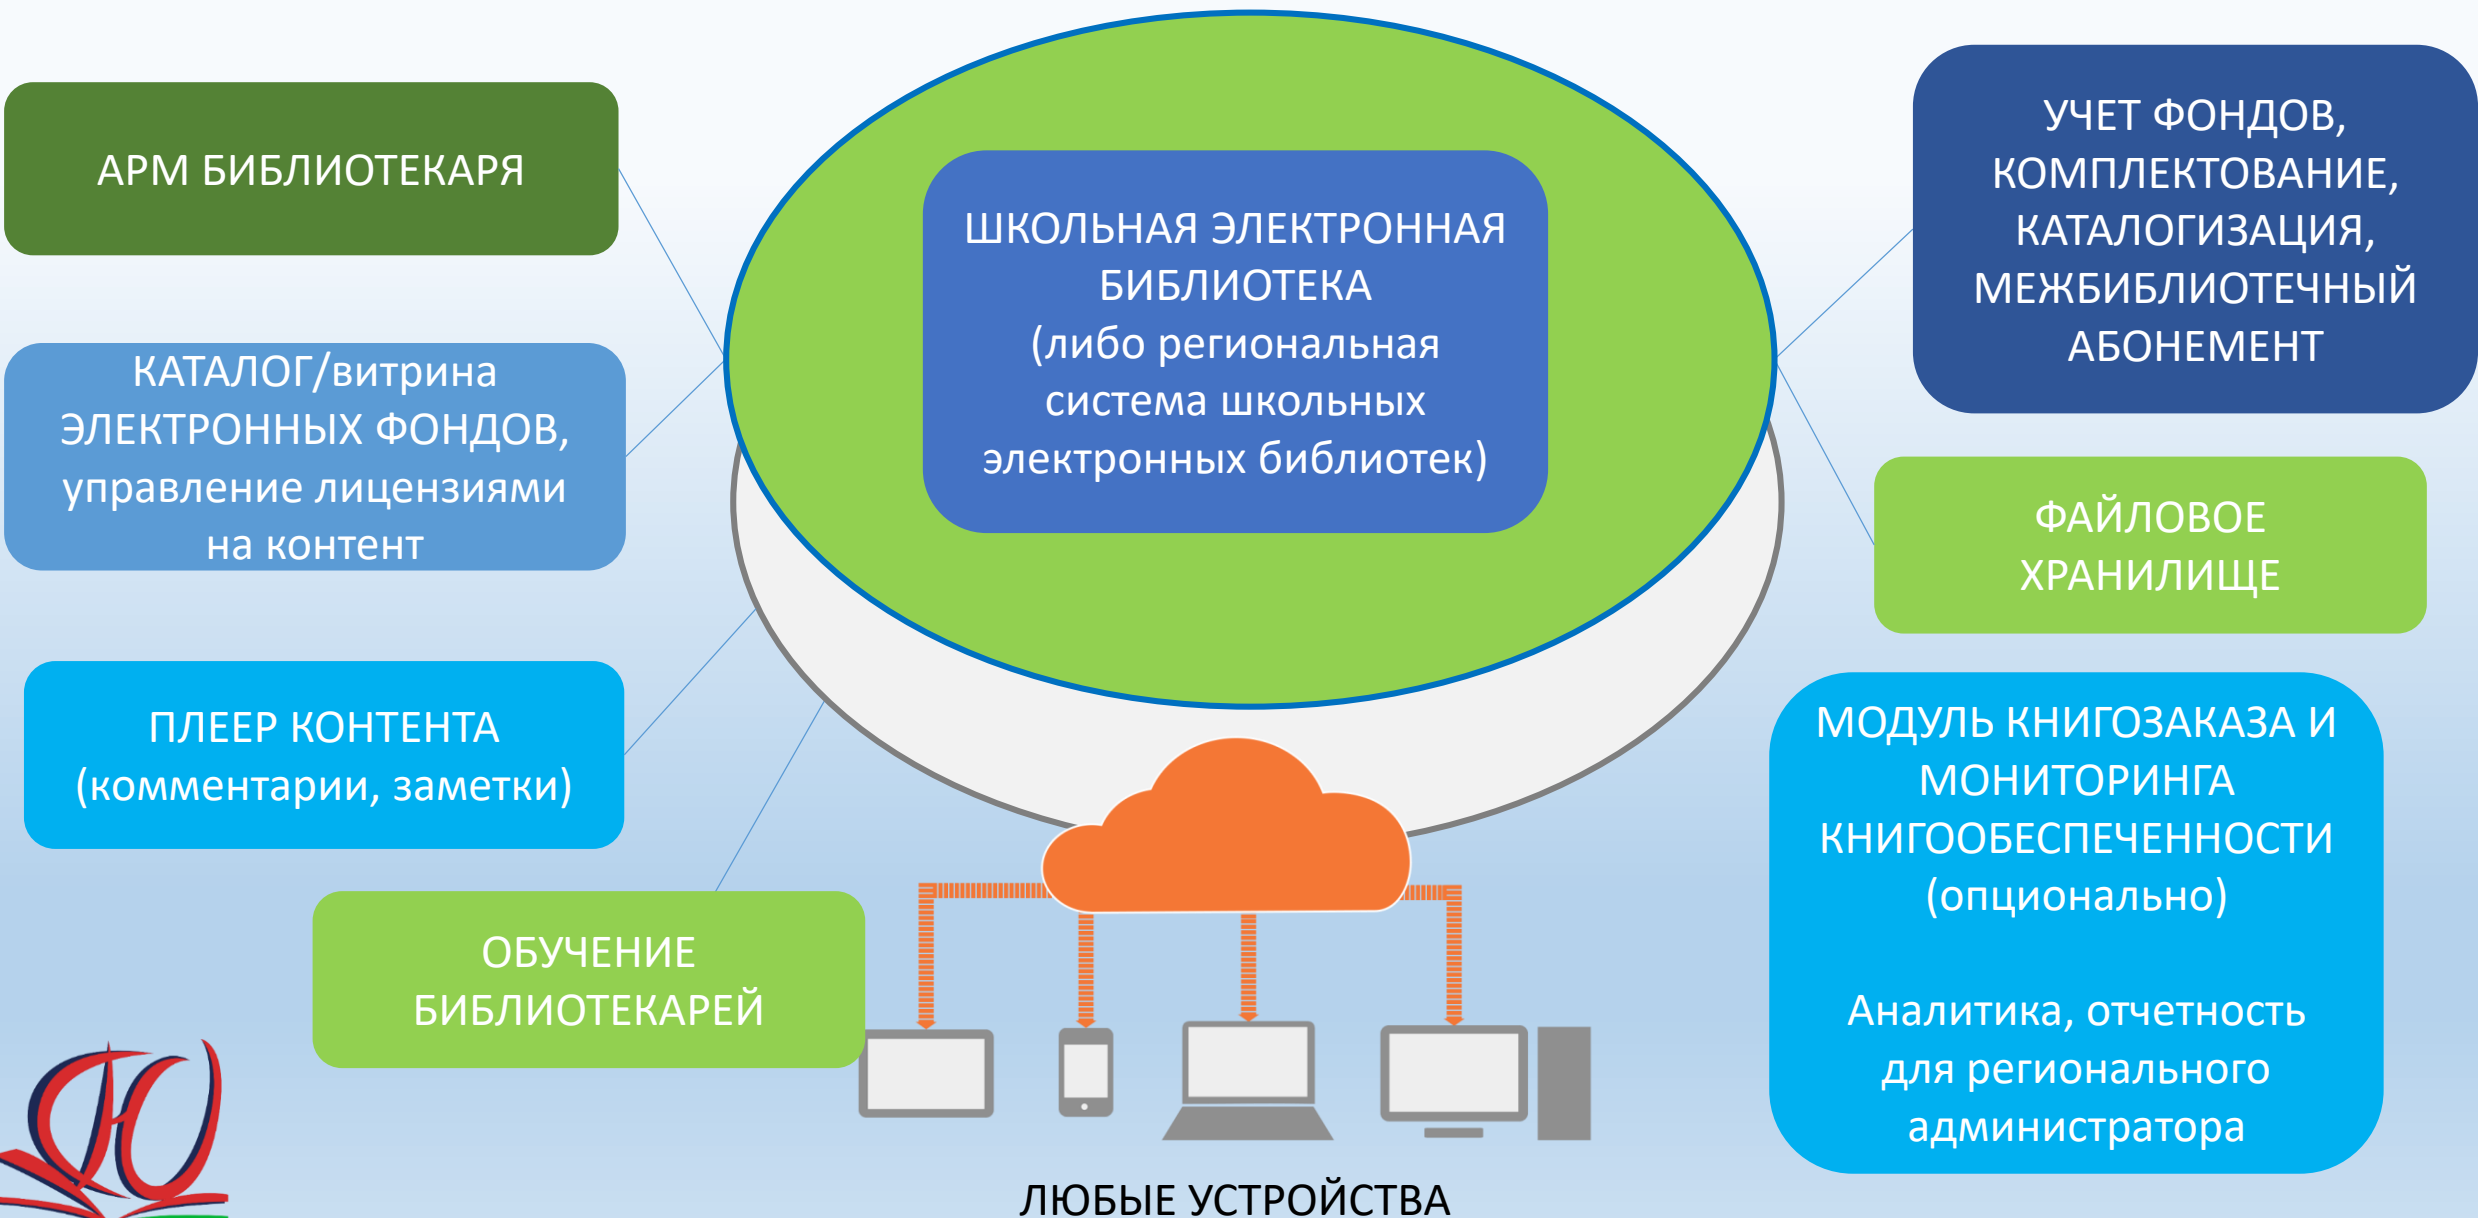 АРМ БИБЛИОТЕКАРЯ
КАТАЛОГ/витрина
ЭЛЕКТРОННЫХ ФОНДОВ,
управление лицензиями
на контент
ПЛЕЕР КОНТЕНТА
(комментарии, заметки)
ОБУЧЕНИЕ
БИБЛИОТЕКАРЕЙ
ШКОЛЬНАЯ ЭЛЕКТРОННАЯ
БИБЛИОТЕКА
(либо региональная
система школьных
электронных библиотек)
УЧЕТ ФОНДОВ,
КОМПЛЕКТОВАНИЕ,
КАТАЛОГИЗАЦИЯ,
МЕЖБИБЛИОТЕЧНЫЙ
АБОНЕМЕНТ
ФАЙЛОВОЕ
ХРАНИЛИЩЕ
МОДУЛЬ КНИГОЗАКАЗА И
МОНИТОРИНГА
КНИГООБЕСПЕЧЕННОСТИ
(опционально)
Аналитика, отчетность
для регионального
администратора
ЛЮБЫЕ УСТРОЙСТВА